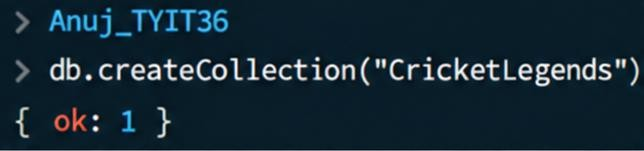 > Anuj_TYIT36
> db.createCollection("CricketLegends")
{ ok: 1 }